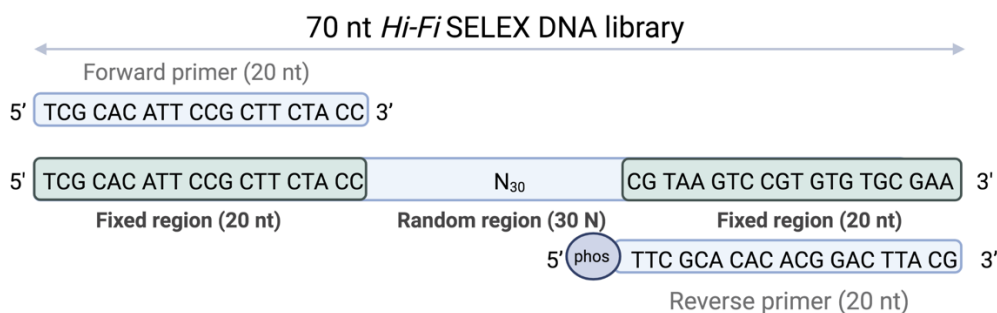 70 nt Hi-Fi SELEX DNA library
Forward primer (20 nt)
5’ TCG CAC ATT CCG CTT CTA CC 3’
5' TCG CAC ATT CCG CTT CTA CC N₃₀ CG TAA GTC CGT GTG TGC GAA 3'
Fixed region (20 nt) Random region (30 N) Fixed region (20 nt)
5’ phos TTC GCA CAC ACG GAC TTA CG 3’
Reverse primer (20 nt)